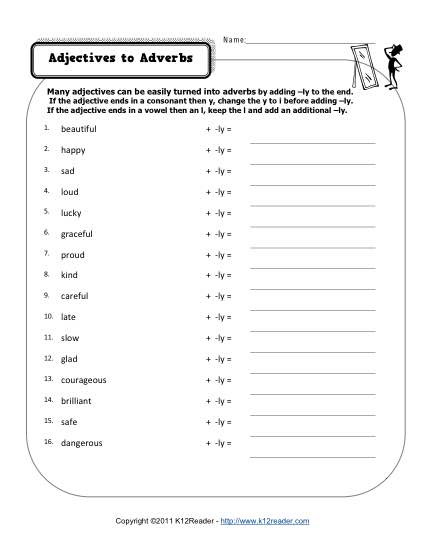 Name:
Adjectives to Adverbs
Many adjectives can be easily turned into adverbs by adding –ly to the end.
If the adjective ends in a consonant then y, change the y to i before adding –ly.
If the adjective ends in a vowel then an l, keep the l and add an additional –ly.
1. beautiful + -ly =
2. happy + -ly =
3. sad + -ly =
4. loud + -ly =
5. lucky + -ly =
6. graceful + -ly =
7. proud + -ly =
8. kind + -ly =
9. careful + -ly =
10. late + -ly =
11. slow + -ly =
12. glad + -ly =
13. courageous + -ly =
14. brilliant + -ly =
15. safe + -ly =
16. dangerous + -ly =
Copyright ©2011 K12Reader - http://www.k12reader.com